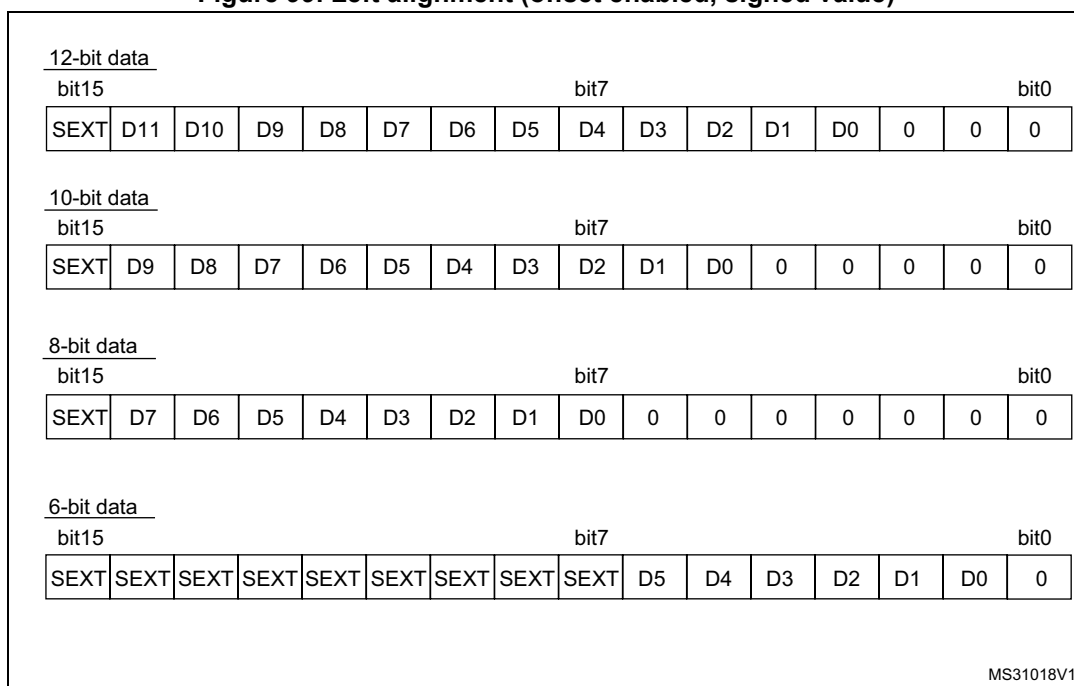 Figure Left alignment (offset enabled, signed value)
12-bit data
bit15 bit7 bit0
SEXT D11 D10 D9 D8 D7 D6 D5 D4 D3 D2 D1 D0 0 0 0
10-bit data
bit15 bit7 bit0
SEXT D9 D8 D7 D6 D5 D4 D3 D2 D1 D0 0 0 0 0 0
8-bit data
bit15 bit7 bit0
SEXT D7 D6 D5 D4 D3 D2 D1 D0 0 0 0 0 0 0 0
6-bit data
bit15 bit7 bit0
SEXT SEXT SEXT SEXT SEXT SEXT SEXT SEXT SEXT D5 D4 D3 D2 D1 D0 0
MS31018V1